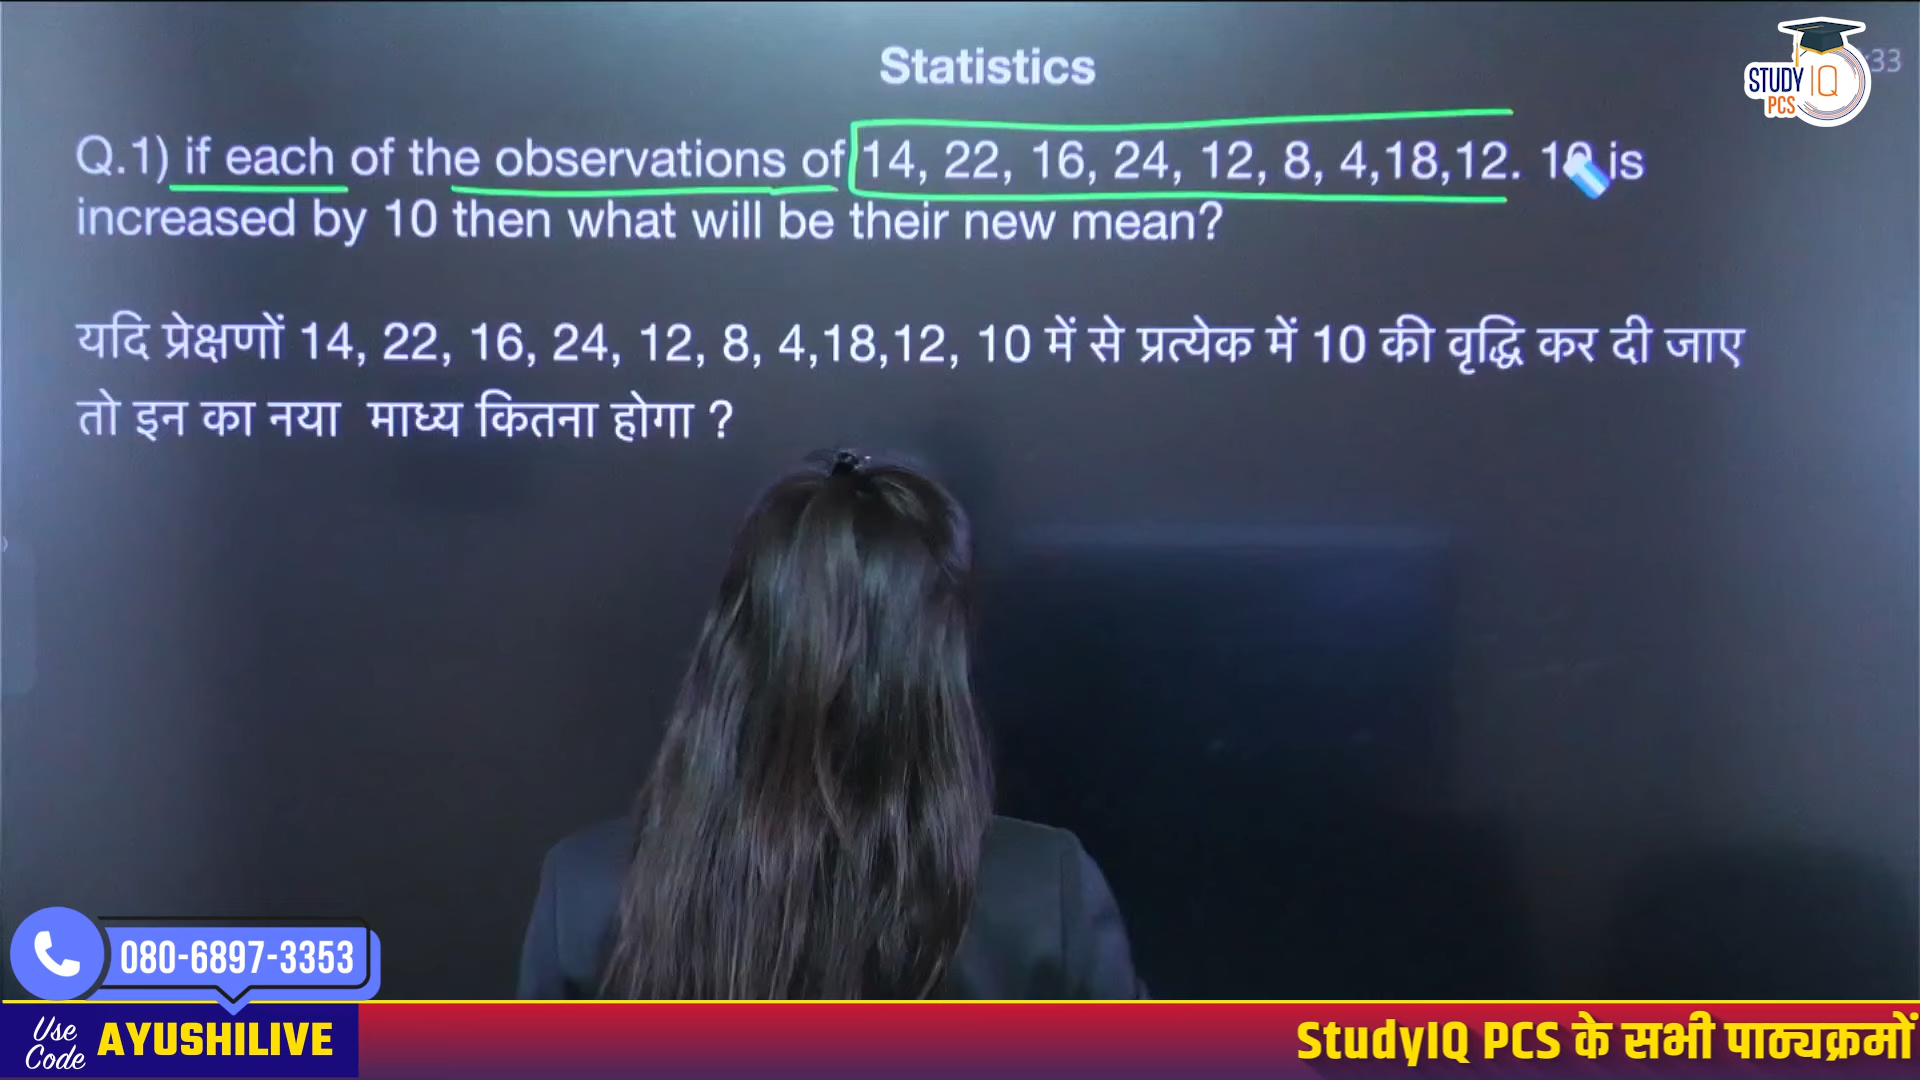 Statistics
STUDY IQ
PCS
33
Q.1) if each of the observations of 14, 22, 16, 24, 12, 8, 4,18,12. 10 is
increased by 10 then what will be their new mean?
यदि प्रेक्षणों 14, 22, 16, 24, 12, 8, 4,18,12, 10 में से प्रत्येक में 10 की वृद्धि कर दी जाए
तो इन का नया माध्य कितना होगा ?
080-6897-3353
Use Code AYUSHILIVE
StudyIQ PCS के सभी पाठ्यक्रमों